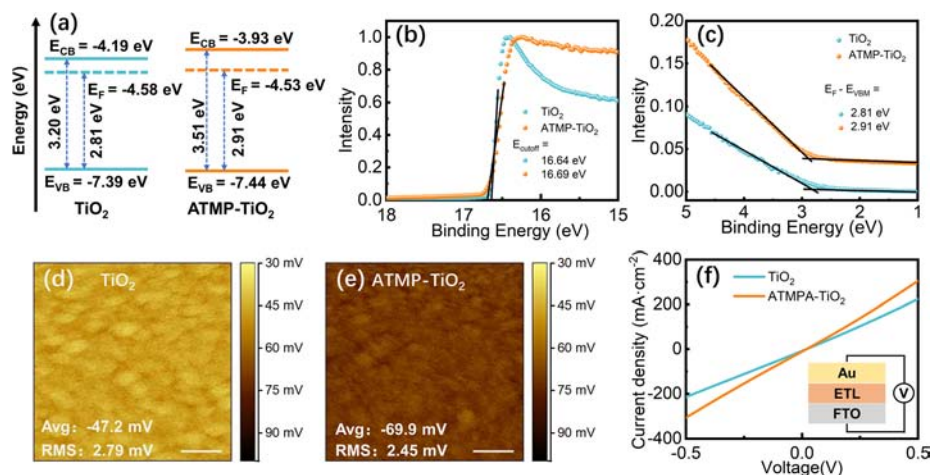 (a)
Energy (eV)
E_CB = -4.19 eV
E_F = -4.58 eV
3.20 eV
2.81 eV
E_VB = -7.39 eV
TiO₂
E_CB = -3.93 eV
E_F = -4.53 eV
3.51 eV
2.91 eV
E_VB = -7.44 eV
ATMP-TiO₂
(b)
Intensity
1.0
0.8
0.6
0.4
0.2
0.0
TiO₂
ATMP-TiO₂
E_cutoff =
16.64 eV
16.69 eV
18 17 16 15
Binding Energy (eV)
(c)
Intensity
0.20
0.15
0.10
0.05
0.00
TiO₂
ATMP-TiO₂
E_F - E_VBM =
2.81 eV
2.91 eV
5 4 3 2 1
Binding Energy (eV)
(d) TiO₂
Avg: -47.2 mV
RMS: 2.79 mV
30 mV
45 mV
60 mV
75 mV
90 mV
(e) ATMP-TiO₂
Avg: -69.9 mV
RMS: 2.45 mV
30 mV
45 mV
60 mV
75 mV
90 mV
(f)
Current density (mA·cm⁻²)
400
200
0
-200
-400
TiO₂
ATMPA-TiO₂
Au
ETL
FTO
V
-0.5 0.0 0.5
Voltage(V)